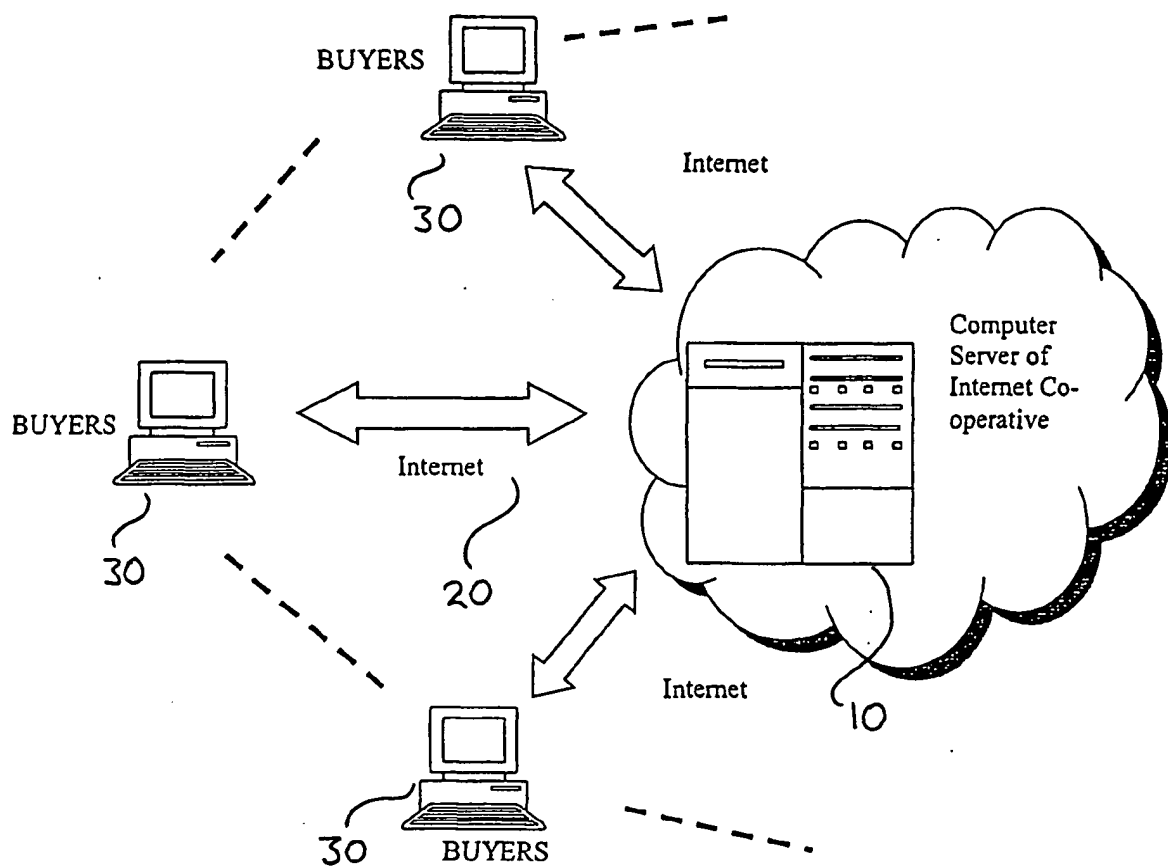 BUYERS
30
Internet
Computer
Server of
Internet Co-
operative
BUYERS
Internet
30
20
Internet
10
30
BUYERS